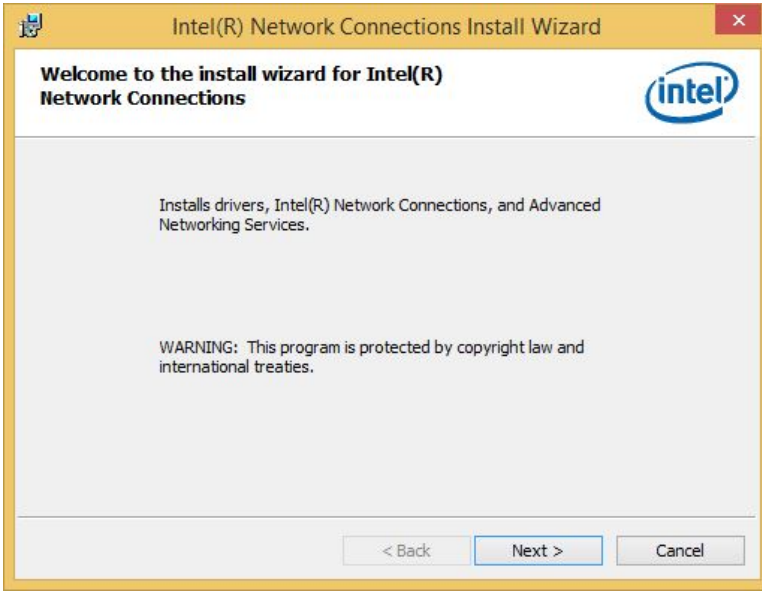 Intel(R) Network Connections Install Wizard
Welcome to the install wizard for Intel(R)
Network Connections
intel
Installs drivers, Intel(R) Network Connections, and Advanced
Networking Services.
WARNING:  This program is protected by copyright law and
international treaties.
< Back
Next >
Cancel